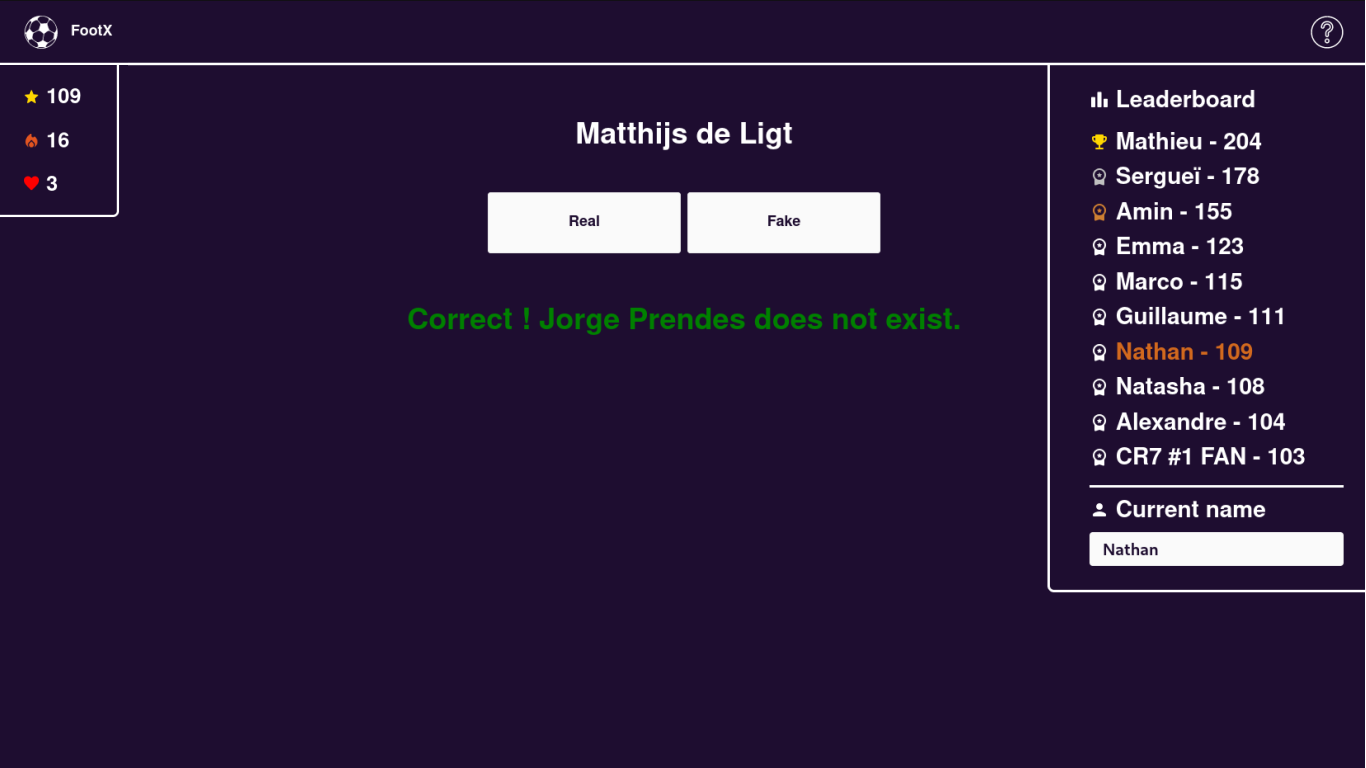 FootX
109
16
3
Matthijs de Ligt
Real
Fake
Correct ! Jorge Prendes does not exist.
Leaderboard
Mathieu - 204
Sergueï - 178
Amin - 155
Emma - 123
Marco - 115
Guillaume - 111
Nathan - 109
Natasha - 108
Alexandre - 104
CR7 #1 FAN - 103
Current name
Nathan